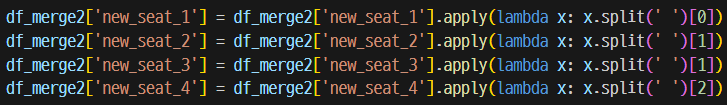 df_merge2['new_seat_1'] = df_merge2['new_seat_1'].apply(lambda x: x.split(' ')[0])
df_merge2['new_seat_2'] = df_merge2['new_seat_2'].apply(lambda x: x.split(' ')[1])
df_merge2['new_seat_3'] = df_merge2['new_seat_3'].apply(lambda x: x.split(' ')[1])
df_merge2['new_seat_4'] = df_merge2['new_seat_4'].apply(lambda x: x.split(' ')[2])